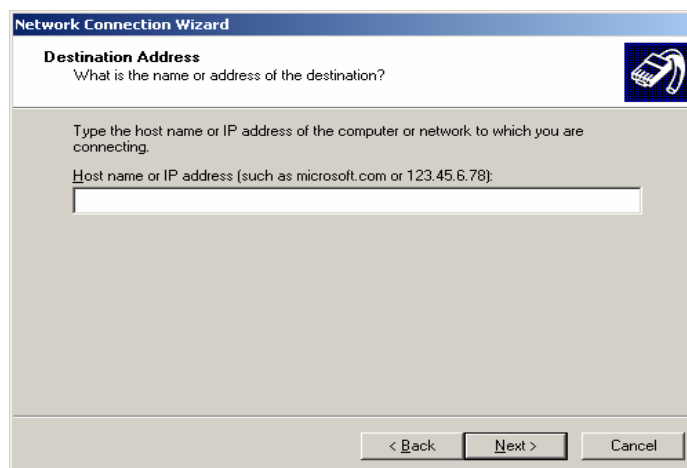 Network Connection Wizard
Destination Address
What is the name or address of the destination?
Type the host name or IP address of the computer or network to which you are
connecting.
Host name or IP address (such as microsoft.com or 123.45.6.78):
< Back
Next >
Cancel